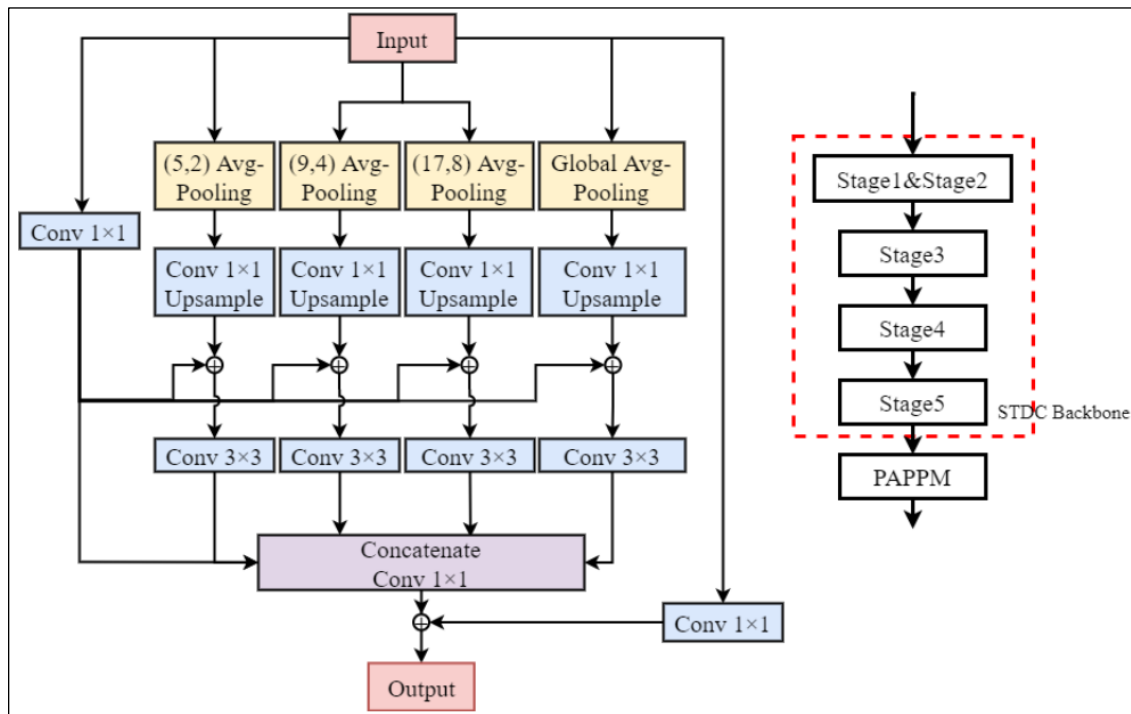 Input
(5,2) Avg-
Pooling
(9,4) Avg-
Pooling
(17,8) Avg-
Pooling
Global Avg-
Pooling
Conv 1×1
Conv 1×1
Upsample
Conv 1×1
Upsample
Conv 1×1
Upsample
Conv 1×1
Upsample
Conv 3×3
Conv 3×3
Conv 3×3
Conv 3×3
Concatenate
Conv 1×1
Conv 1×1
Output
Stage1&Stage2
Stage3
Stage4
Stage5
STDC Backbone
PAPPM